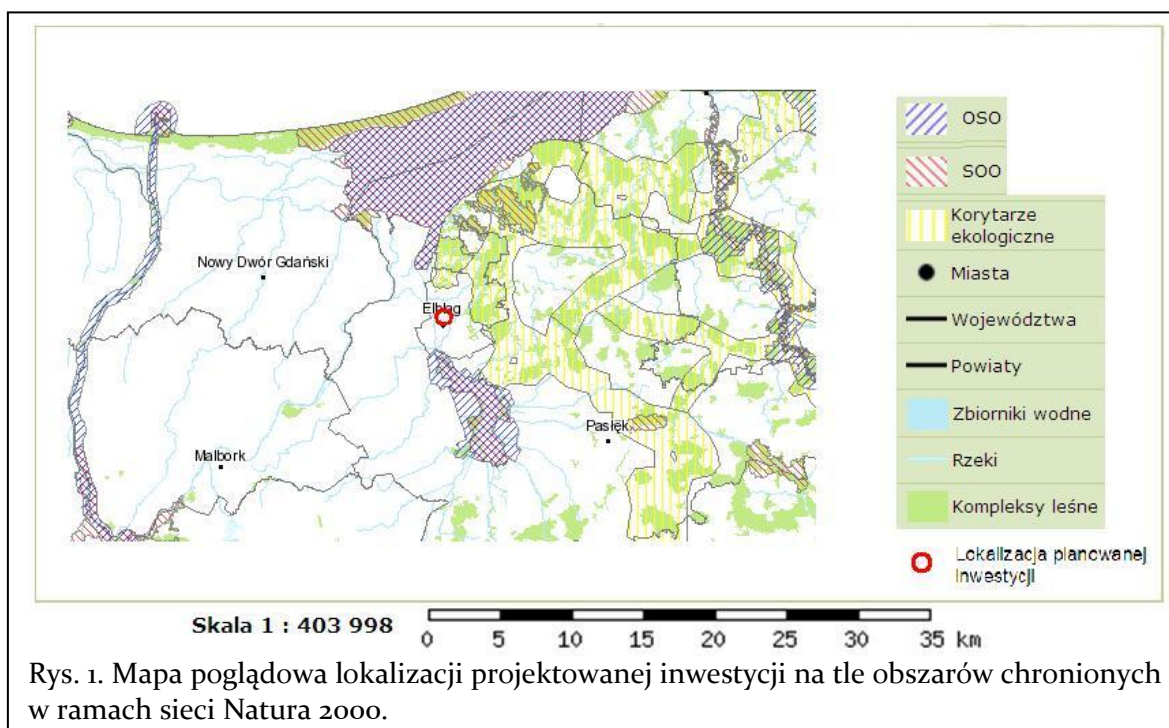 OSO
SOO
Korytarze
ekologiczne
Miasta
Województwa
Powiaty
Zbiorniki wodne
Rzeki
Kompleksy leśne
Lokalizacja planowanej
inwestycji
Nowy Dwór Gdański
Elbląg
Pasłęk
Malbork
Skala 1 : 403 998
0 5 10 15 20 25 30 35 km
Rys. 1. Mapa poglądowa lokalizacji projektowanej inwestycji na tle obszarów chronionych
w ramach sieci Natura 2000.